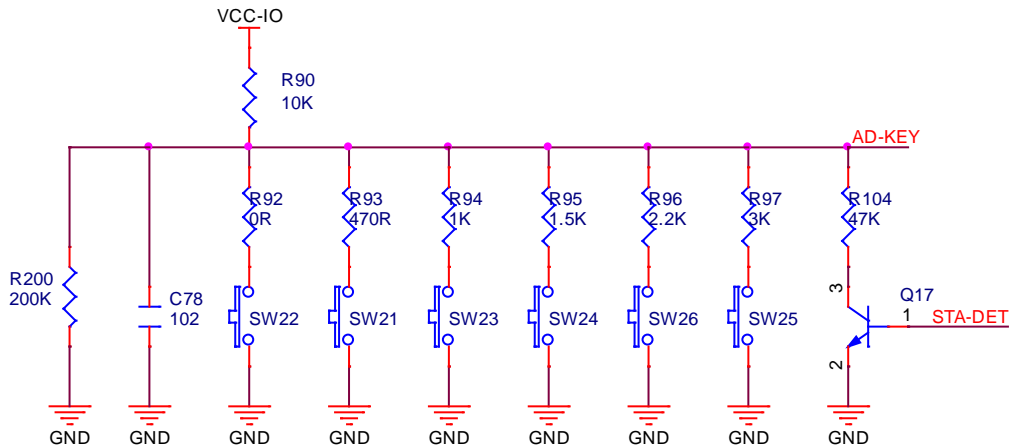 VCC-IO
R90
10K
AD-KEY
R92
0R
R93
470R
R94
1K
R95
1.5K
R96
2.2K
R97
3K
R104
47K
R200
200K
C78
102
SW22
SW21
SW23
SW24
SW26
SW25
3
Q17
1
STA-DET
2
GND
GND
GND
GND
GND
GND
GND
GND
GND